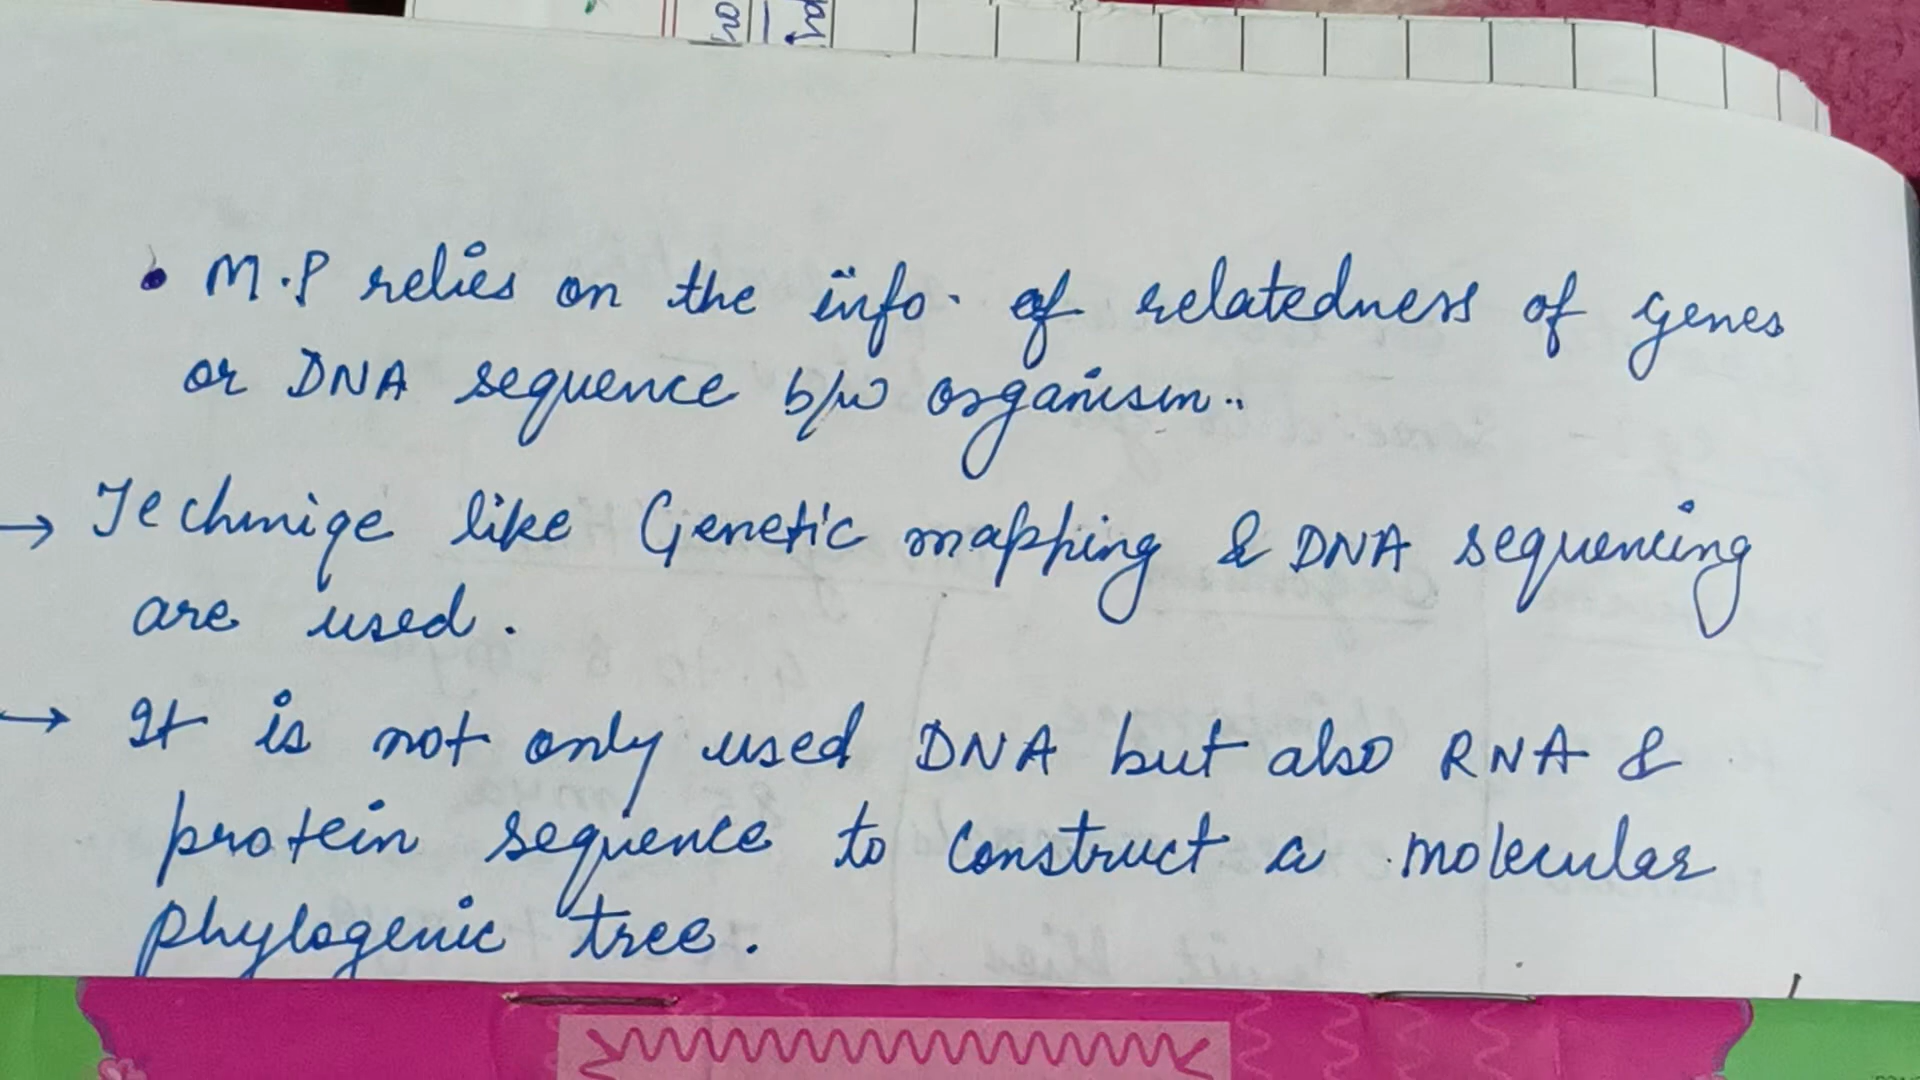 • M.P relies on the info. of relatedness of genes
or DNA sequence b/w organism..
→ Techniqe like Genetic mapping & DNA sequencing
are used.
→ It is not only used DNA but also RNA &
protein sequence to construct a molecular
phylogenic tree.